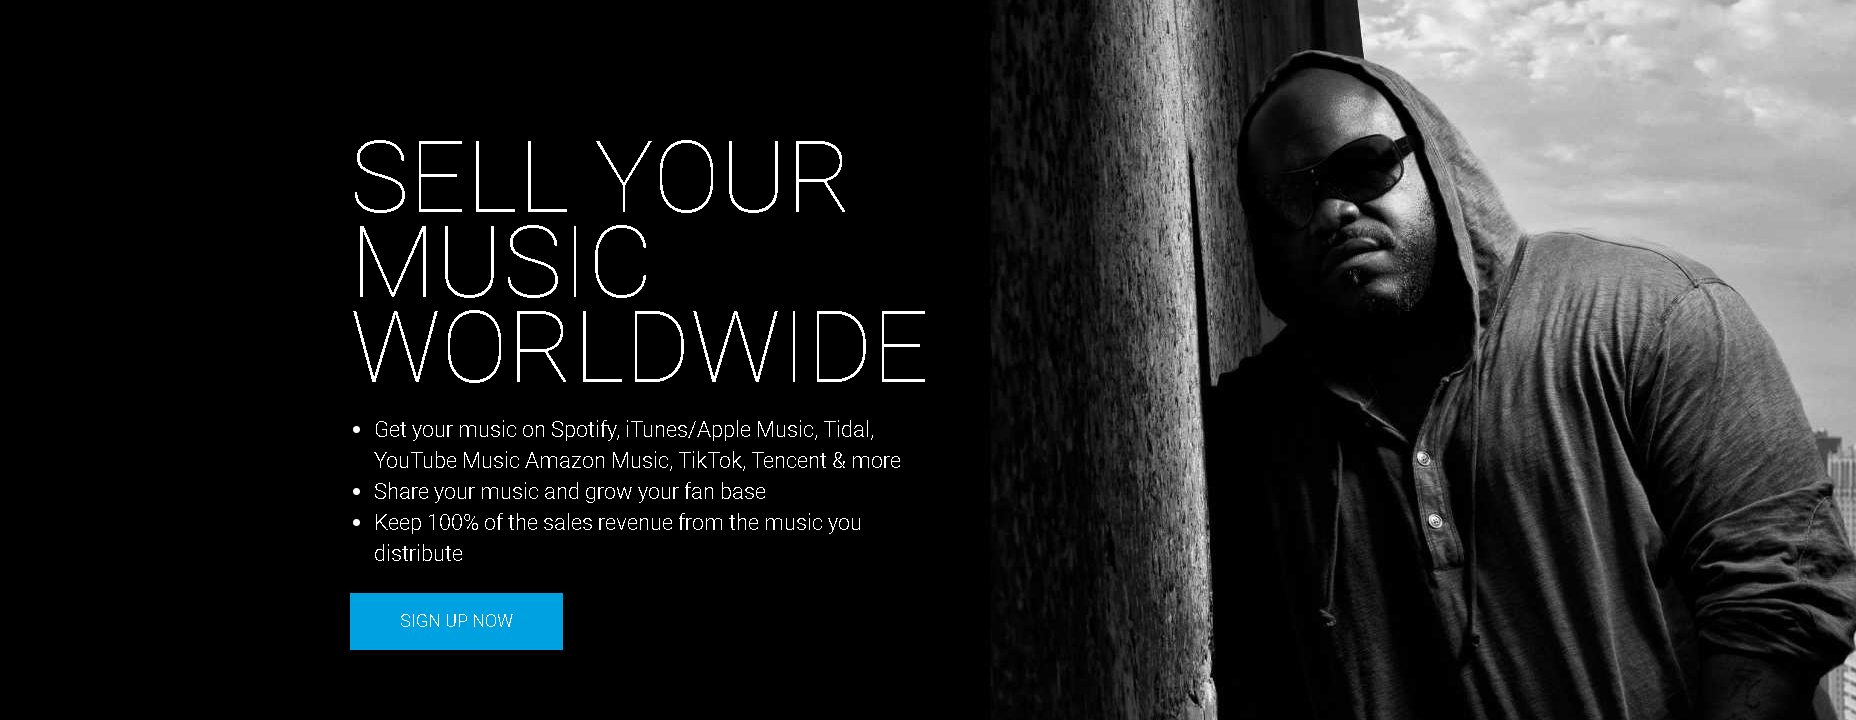 SELL YOUR
MUSIC
WORLDWIDE
• Get your music on Spotify, iTunes/Apple Music, Tidal,
YouTube Music Amazon Music, TikTok, Tencent & more
• Share your music and grow your fan base
• Keep 100% of the sales revenue from the music you
distribute
SIGN UP NOW